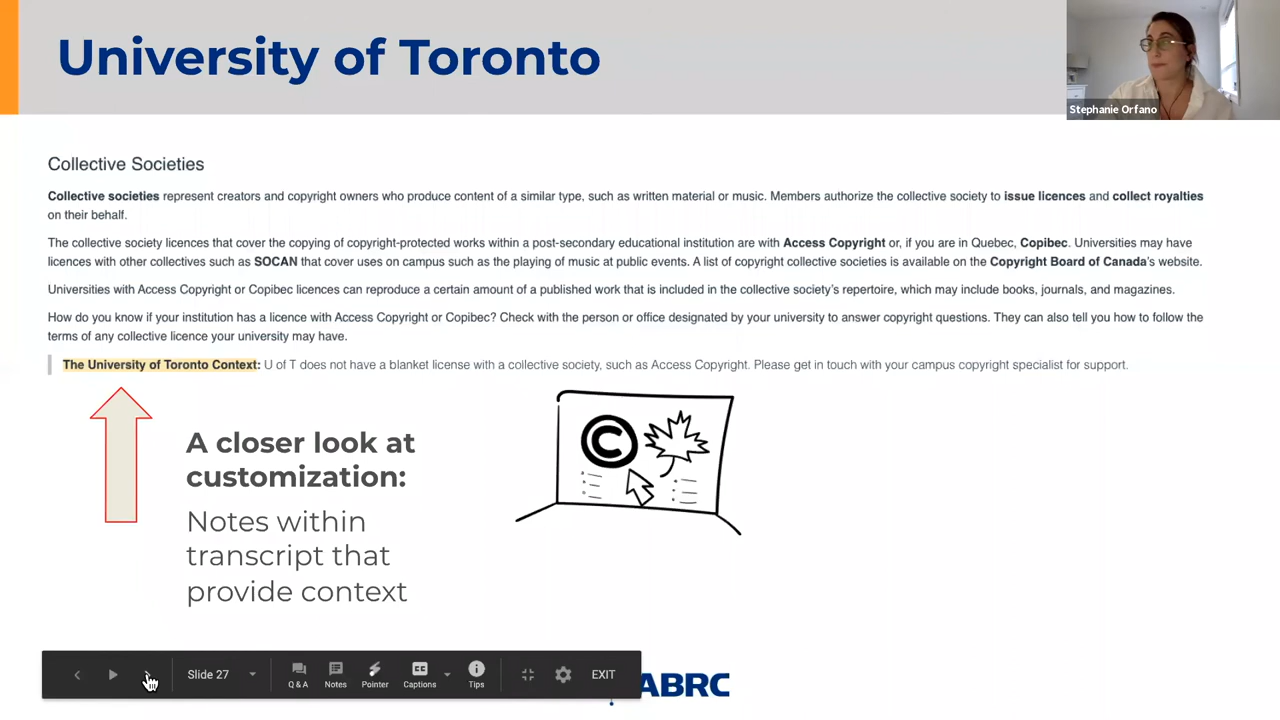 University of Toronto
Stephanie Orfano
Collective Societies
Collective societies represent creators and copyright owners who produce content of a similar type, such as written material or music. Members authorize the collective society to issue licences and collect royalties
on their behalf.
The collective society licences that cover the copying of copyright-protected works within a post-secondary educational institution are with Access Copyright or, if you are in Quebec, Copibec. Universities may have
licences with other collectives such as SOCAN that cover uses on campus such as the playing of music at public events. A list of copyright collective societies is available on the Copyright Board of Canada's website.
Universities with Access Copyright or Copibec licences can reproduce a certain amount of a published work that is included in the collective society's repertoire, which may include books, journals, and magazines.
How do you know if your institution has a licence with Access Copyright or Copibec? Check with the person or office designated by your university to answer copyright questions. They can also tell you how to follow the
terms of any collective licence your university may have.
The University of Toronto Context: U of T does not have a blanket license with a collective society, such as Access Copyright. Please get in touch with your campus copyright specialist for support.
©
A closer look at
customization:
Notes within
transcript that
provide context
Slide 27
Q & A
Notes
Pointer
CC
Captions
Tips
EXIT
ABRC